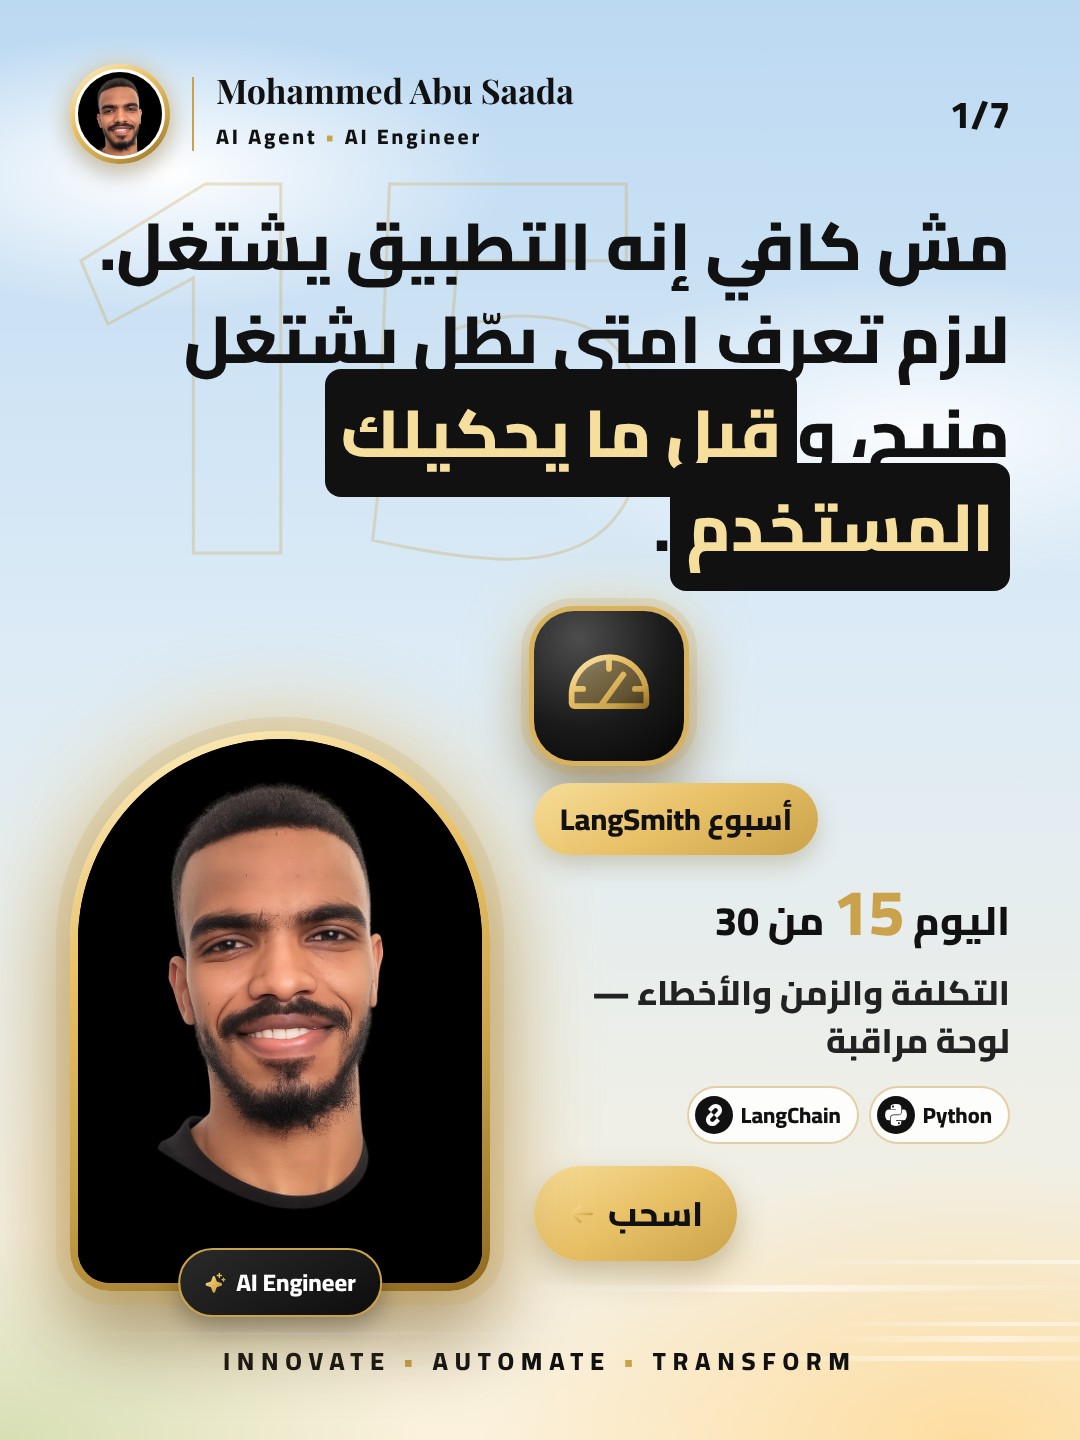 Mohammed Abu Saada
AI Agent ▪ AI Engineer
1/7
15
مش كافي إنه التطبيق يشتغل.
لازم تعرف امتى بطّل يشتغل
منيح، و قبل ما يحكيلك
المستخدم .
أسبوع LangSmith
اليوم 15 من 30
التكلفة والزمن والأخطاء —
لوحة مراقبة
Python
LangChain
اسحب ←
AI Engineer
INNOVATE ▪ AUTOMATE ▪ TRANSFORM